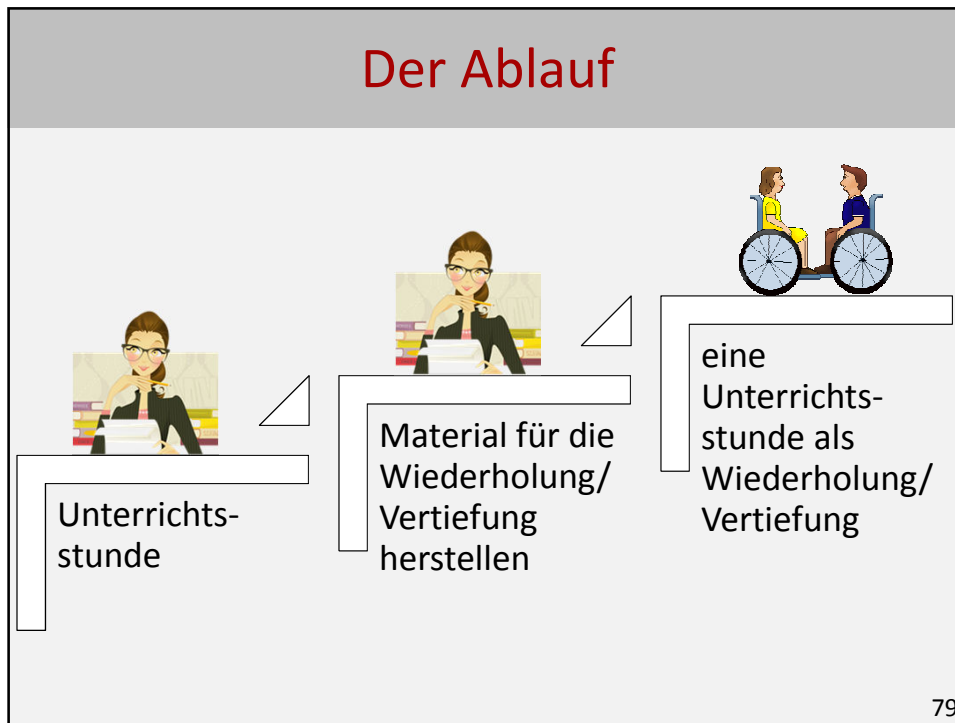 Der Ablauf
Unterrichts-
stunde
Material für die
Wiederholung/
Vertiefung
herstellen
eine
Unterrichts-
stunde als
Wiederholung/
Vertiefung
79